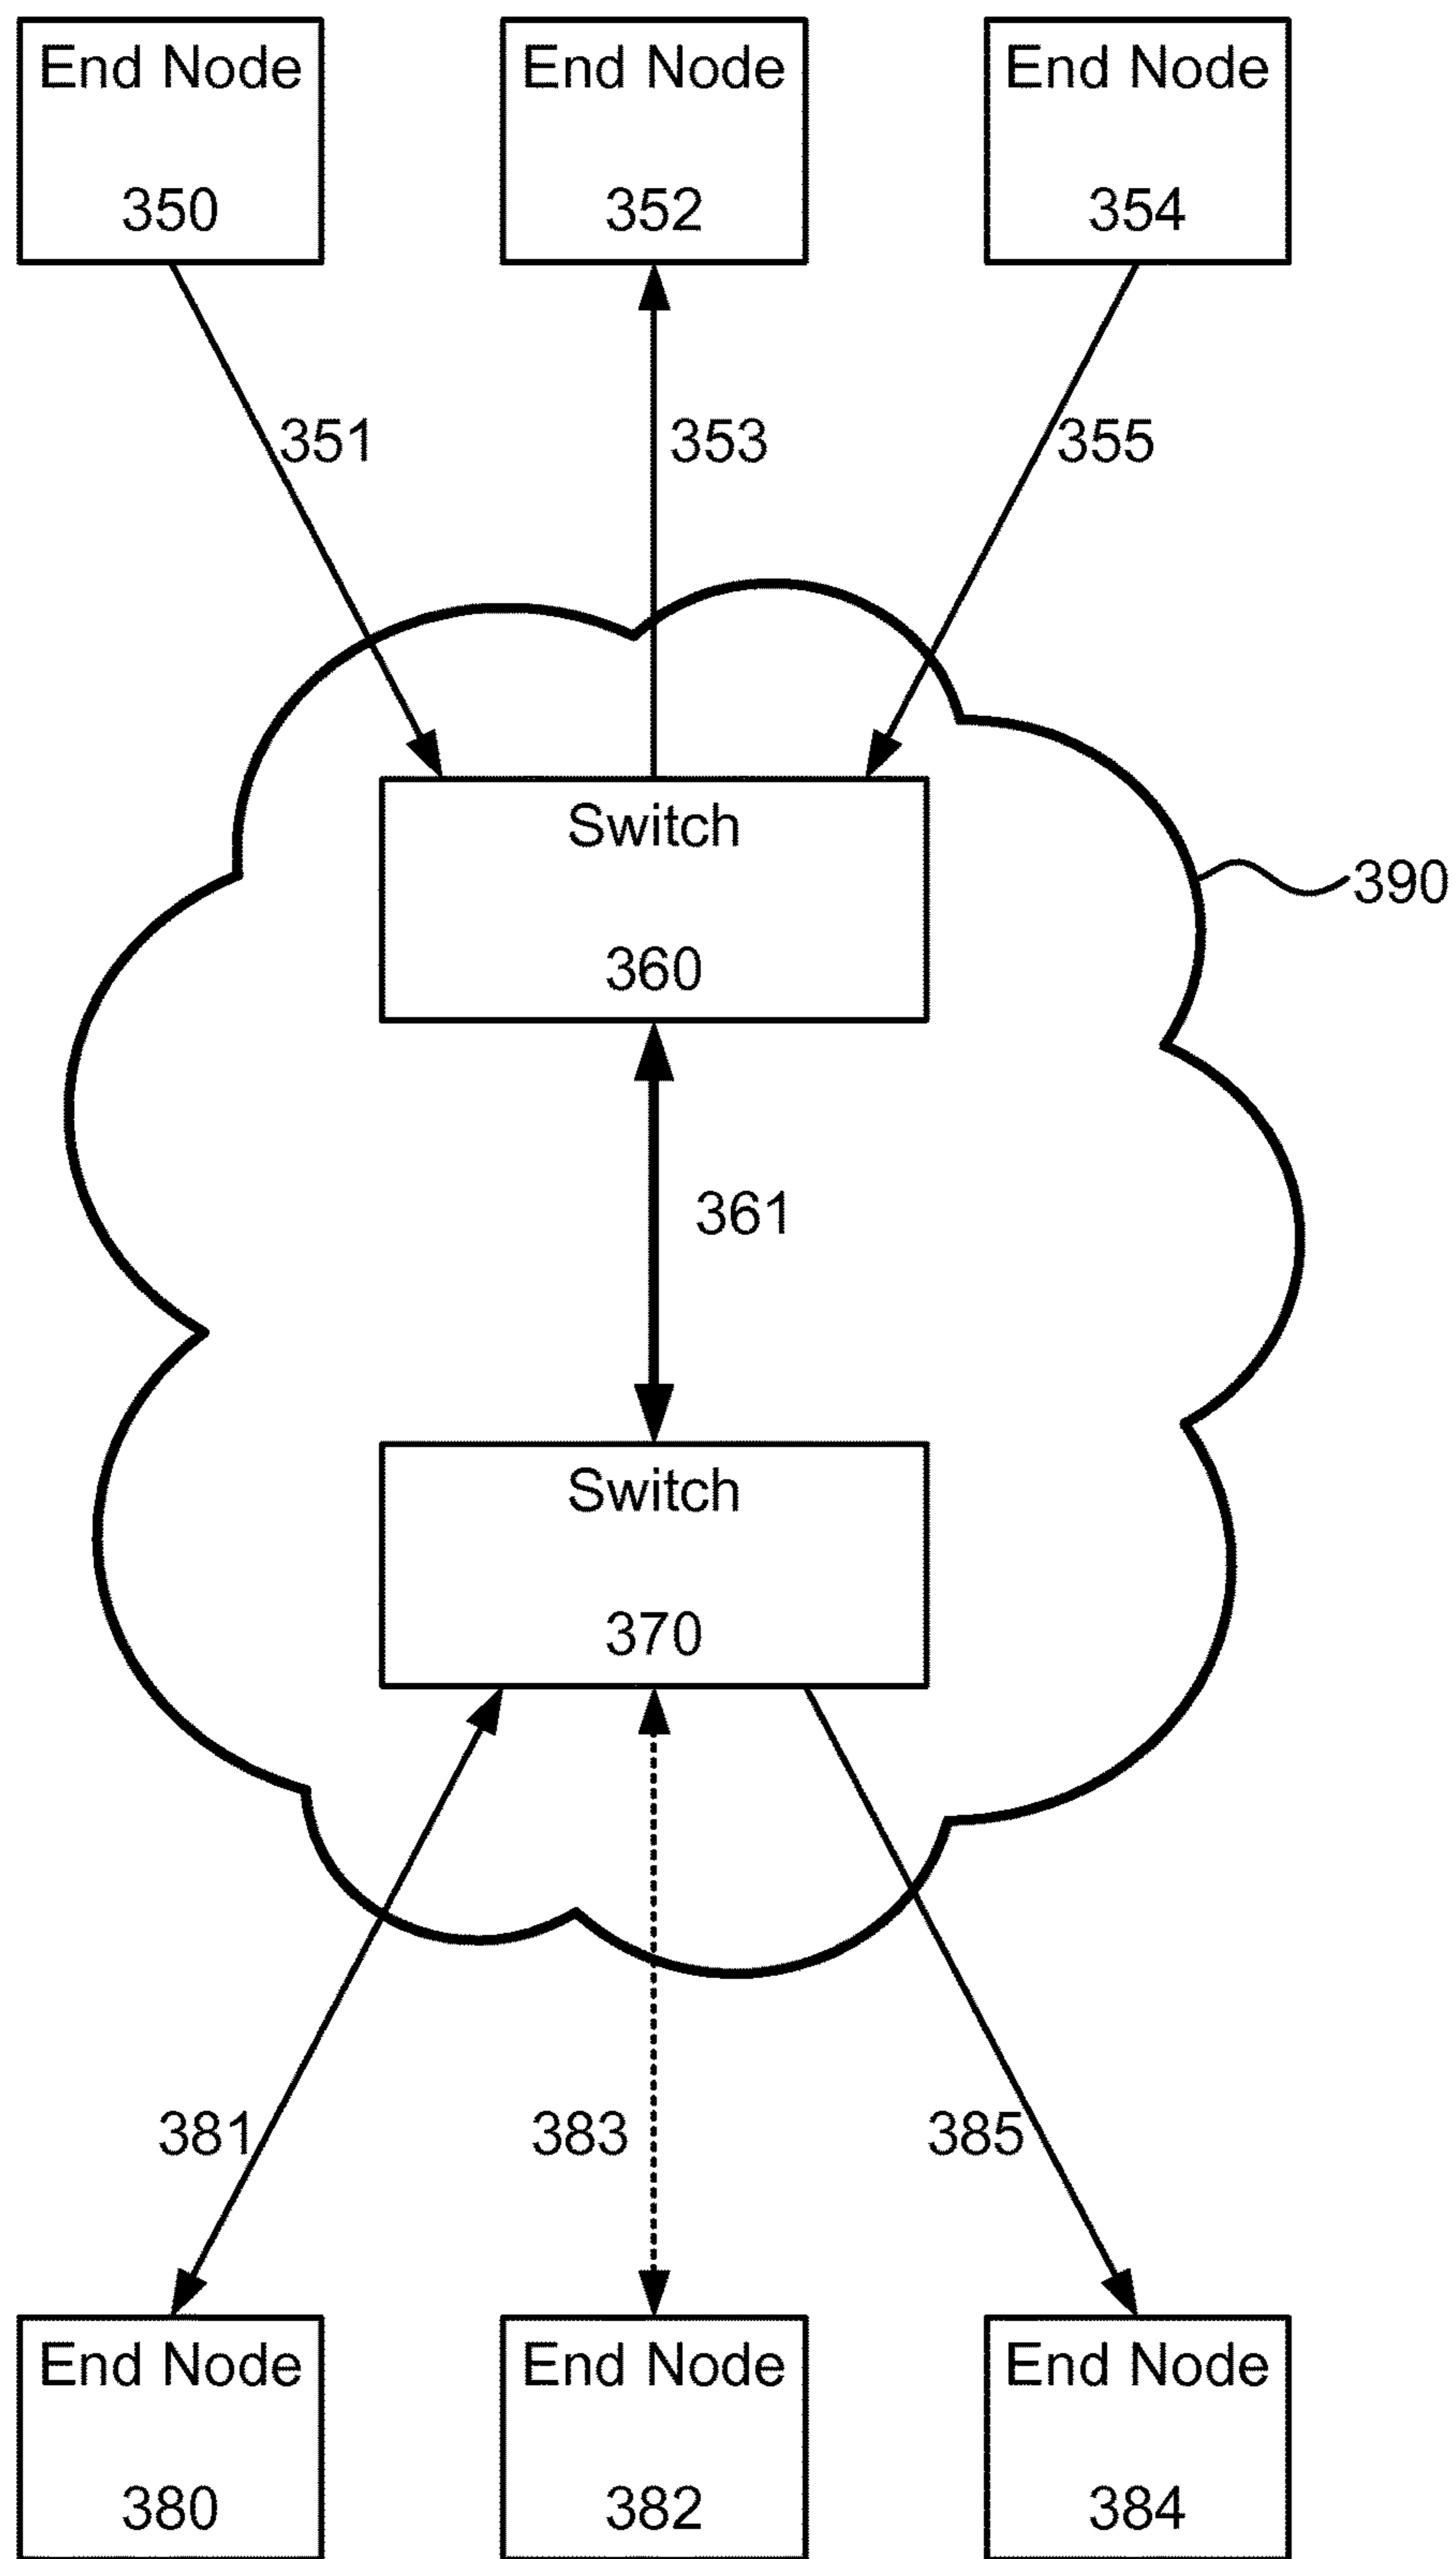 End Node End Node End Node
350 352 354
351 353 355
Switch
390
360
361
Switch
370
381 383 385
End Node End Node End Node
380 382 384